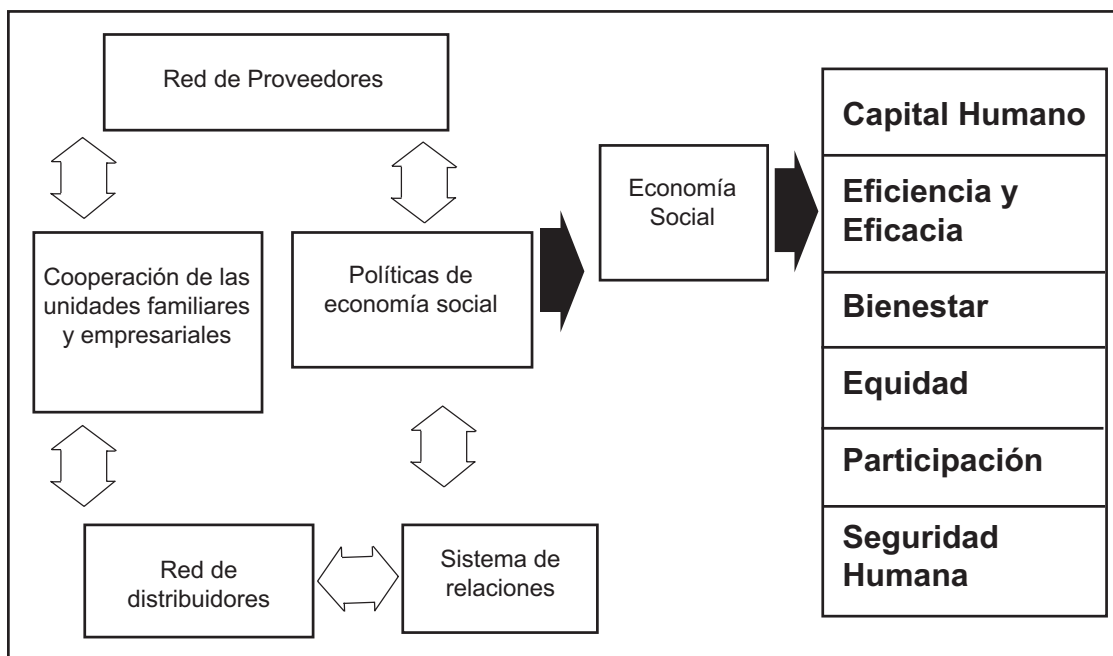 Red de Proveedores
Cooperación de las
unidades familiares
y empresariales
Políticas de
economía social
Economía
Social
Red de
distribuidores
Sistema de
relaciones
Capital Humano
Eficiencia y
Eficacia
Bienestar
Equidad
Participación
Seguridad
Humana